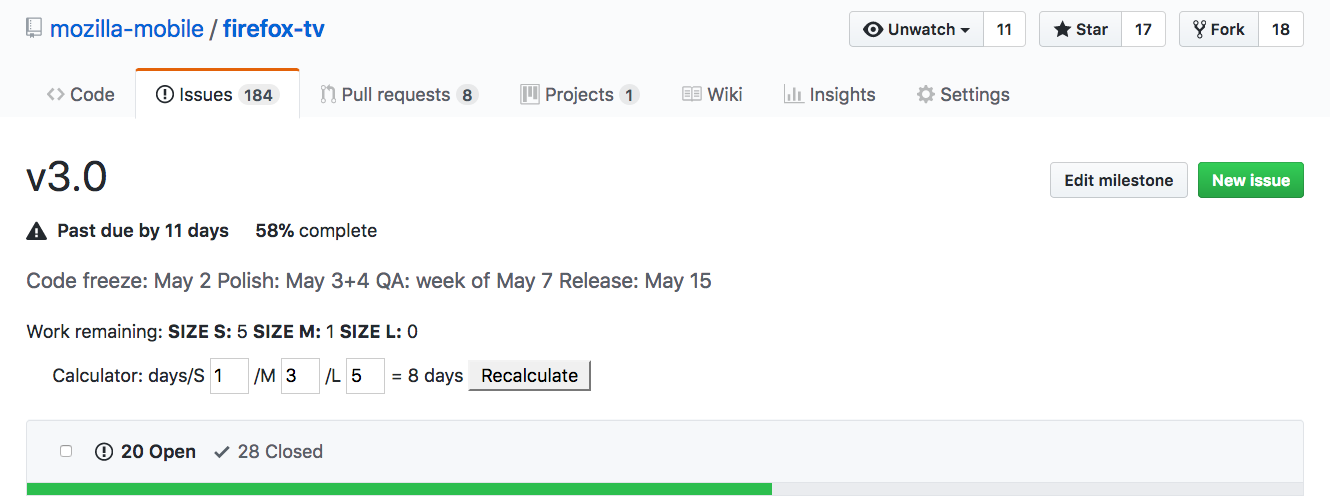 mozilla-mobile / firefox-tv Unwatch 11 Star 17 Fork 18
Code Issues 184 Pull requests 8 Projects 1 Wiki Insights Settings
v3.0 Edit milestone New issue
Past due by 11 days 58% complete
Code freeze: May 2 Polish: May 3+4 QA: week of May 7 Release: May 15
Work remaining: SIZE S: 5 SIZE M: 1 SIZE L: 0
Calculator: days/S 1 /M 3 /L 5 = 8 days Recalculate
20 Open 28 Closed